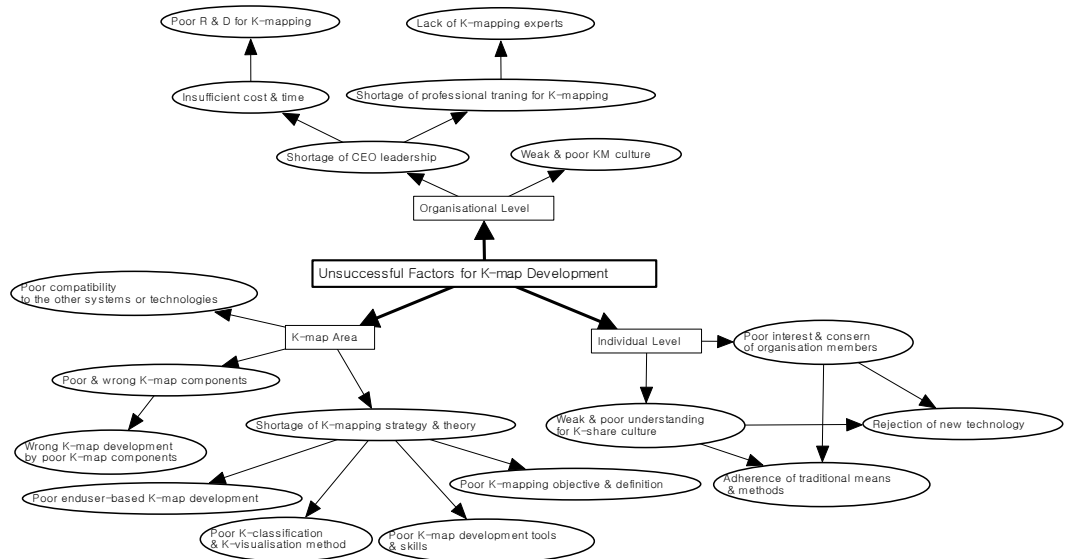 Poor R & D for K-mapping
Lack of K-mapping experts
Insufficient cost & time
Shortage of professional traning for K-mapping
Shortage of CEO leadership
Weak & poor KM culture
Organisational Level
Unsuccessful Factors for K-map Development
Poor compatibility
to the other systems or technologies
K-map Area
Individual Level
Poor interest & consern
of organisation members
Poor & wrong K-map components
Shortage of K-mapping strategy & theory
Weak & poor understanding
for K-share culture
Rejection of new technology
Wrong K-map development
by poor K-map components
Poor enduser-based K-map development
Poor K-mapping objective & definition
Adherence of traditional means
& methods
Poor K-classification
& K-visualisation method
Poor K-map development tools
& skills